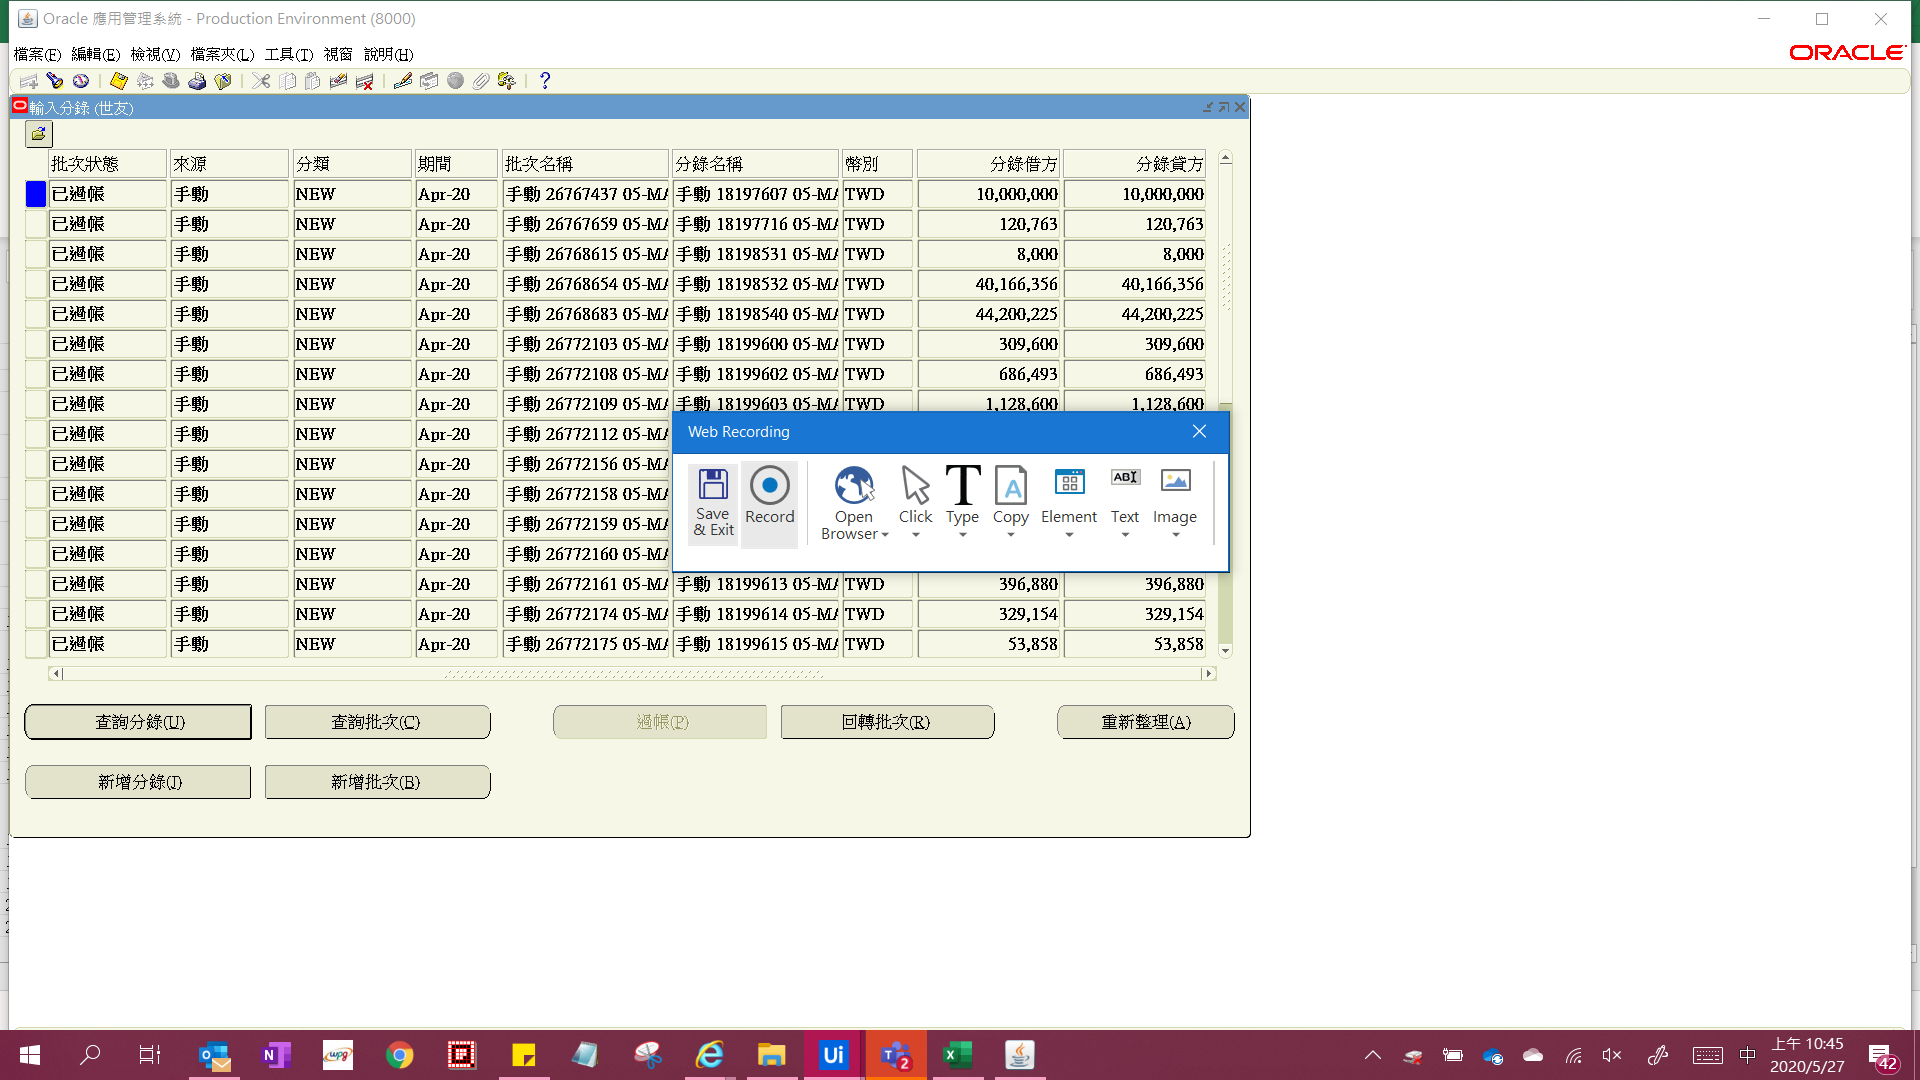 Oracle 應用管理系統 - Production Environment (8000)
檔案(F) 編輯(E) 檢視(V) 檔案夾(L) 工具(T) 視窗 說明(H)
ORACLE
輸入分錄 (世友)
批次狀態 來源 分類 期間 批次名稱 分錄名稱 幣別 分錄借方 分錄貸方
已過帳 手動 NEW Apr-20 手動 26767437 05-MA 手動 18197607 05-MA TWD 10,000,000 10,000,000
已過帳 手動 NEW Apr-20 手動 26767659 05-MA 手動 18197716 05-MA TWD 120,763 120,763
已過帳 手動 NEW Apr-20 手動 26768615 05-MA 手動 18198531 05-MA TWD 8,000 8,000
已過帳 手動 NEW Apr-20 手動 26768654 05-MA 手動 18198532 05-MA TWD 40,166,356 40,166,356
已過帳 手動 NEW Apr-20 手動 26768683 05-MA 手動 18198540 05-MA TWD 44,200,225 44,200,225
已過帳 手動 NEW Apr-20 手動 26772103 05-MA 手動 18199600 05-MA TWD 309,600 309,600
已過帳 手動 NEW Apr-20 手動 26772108 05-MA 手動 18199602 05-MA TWD 686,493 686,493
已過帳 手動 NEW Apr-20 手動 26772109 05-MA 手動 18199603 05-MA TWD 1,128,600 1,128,600
已過帳 手動 NEW Apr-20 手動 26772112 05-MA
已過帳 手動 NEW Apr-20 手動 26772156 05-MA
已過帳 手動 NEW Apr-20 手動 26772158 05-MA
已過帳 手動 NEW Apr-20 手動 26772159 05-MA
已過帳 手動 NEW Apr-20 手動 26772160 05-MA
已過帳 手動 NEW Apr-20 手動 26772161 05-MA 手動 18199613 05-MA TWD 396,880 396,880
已過帳 手動 NEW Apr-20 手動 26772174 05-MA 手動 18199614 05-MA TWD 329,154 329,154
已過帳 手動 NEW Apr-20 手動 26772175 05-MA 手動 18199615 05-MA TWD 53,858 53,858
Web Recording
Save & Exit
Record
Open Browser
Click
Type
Copy
Element
Text
Image
查詢分錄(U) 查詢批次(C) 過帳(P) 回轉批次(R) 重新整理(A)
新增分錄(J) 新增批次(B)
中
上午 10:45
2020/5/27
42